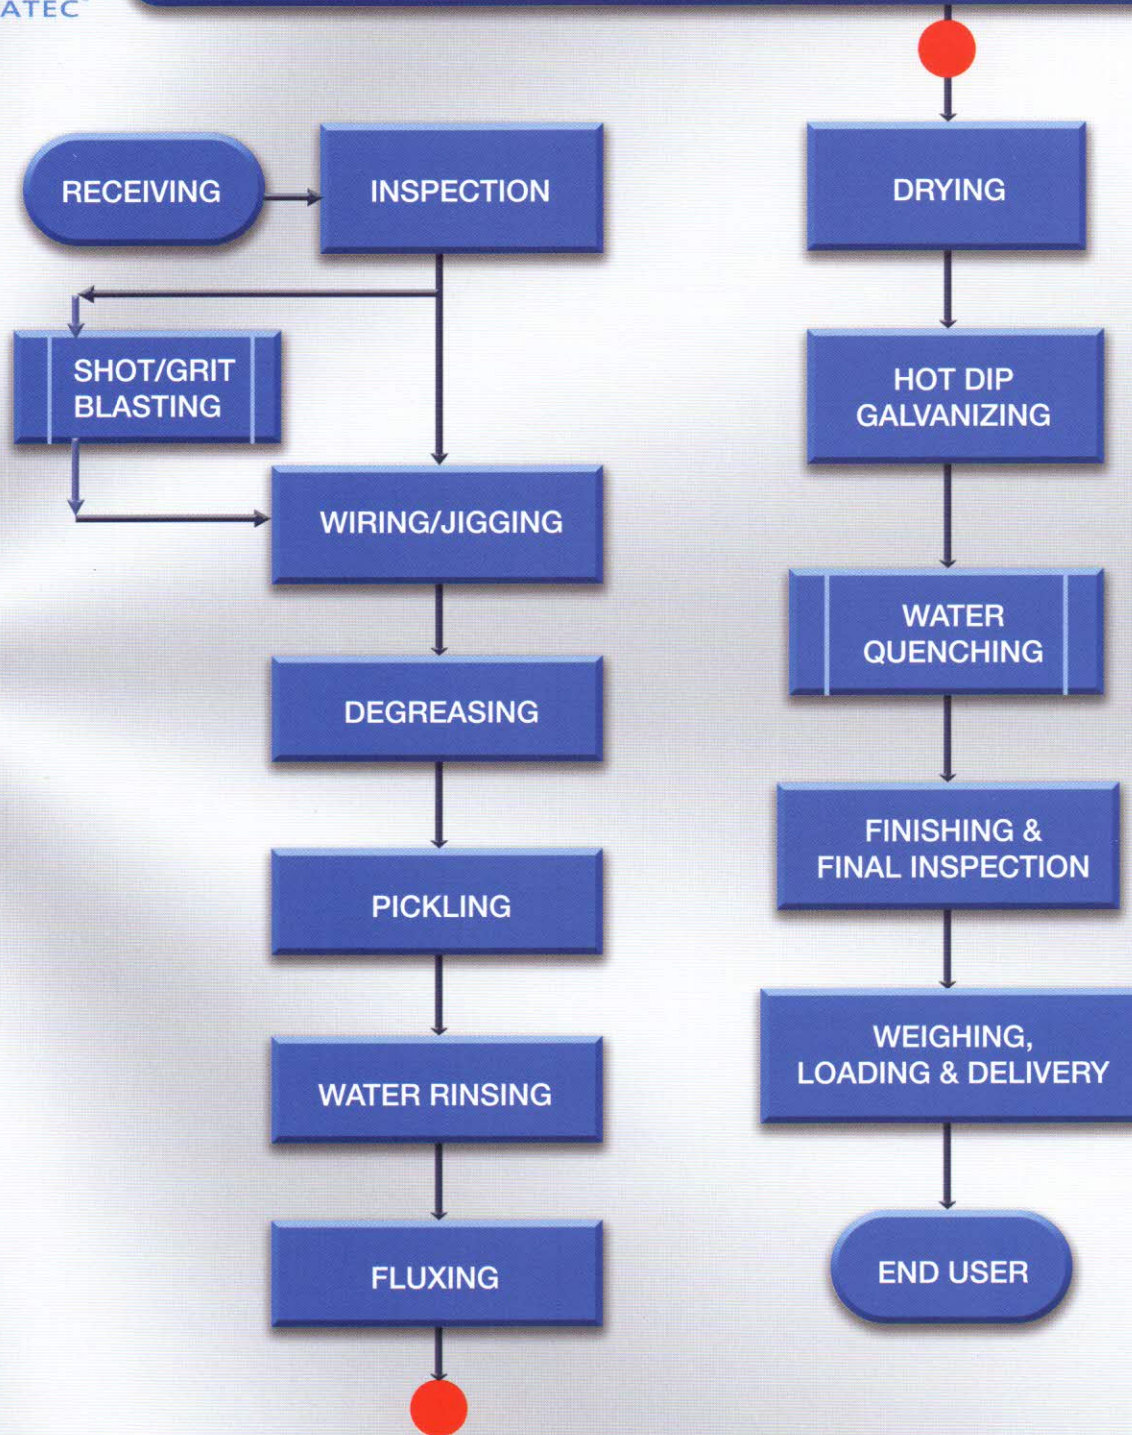 ATEC
RECEIVING
INSPECTION
SHOT/GRIT
BLASTING
WIRING/JIGGING
DEGREASING
PICKLING
WATER RINSING
FLUXING
DRYING
HOT DIP
GALVANIZING
WATER
QUENCHING
FINISHING &
FINAL INSPECTION
WEIGHING,
LOADING & DELIVERY
END USER